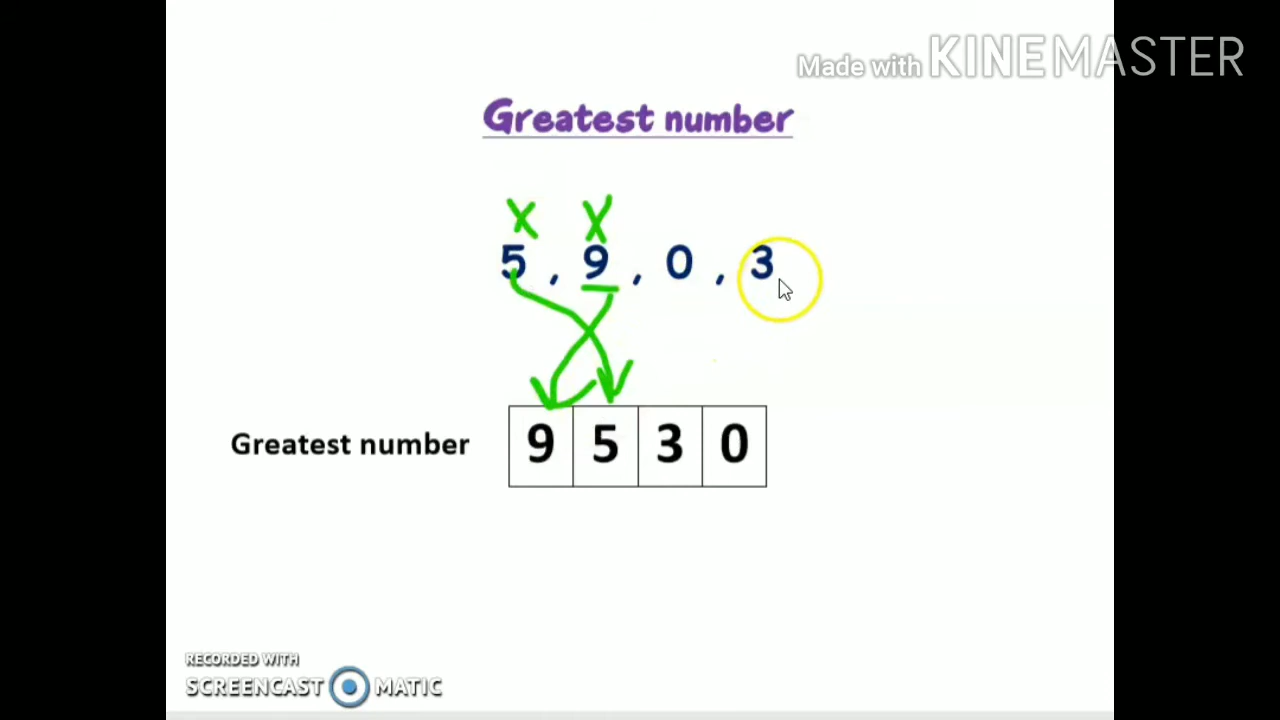 Made with KINEMASTER
Greatest number
X X
5 , 9 , 0 , 3
Greatest number 9 5 3 0
RECORDED WITH
SCREENCAST MATIC